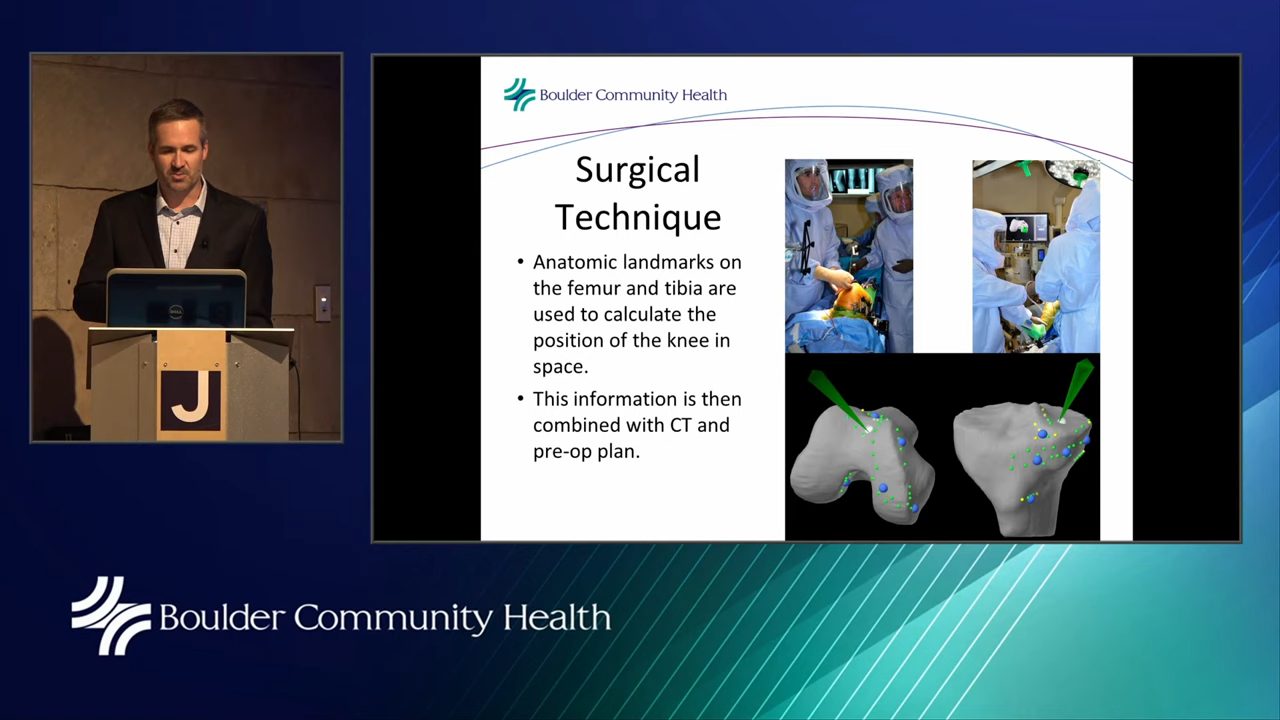 Boulder Community Health
Surgical
Technique
• Anatomic landmarks on
the femur and tibia are
used to calculate the
position of the knee in
space.
• This information is then
combined with CT and
pre-op plan.
DELL
J
Boulder Community Health